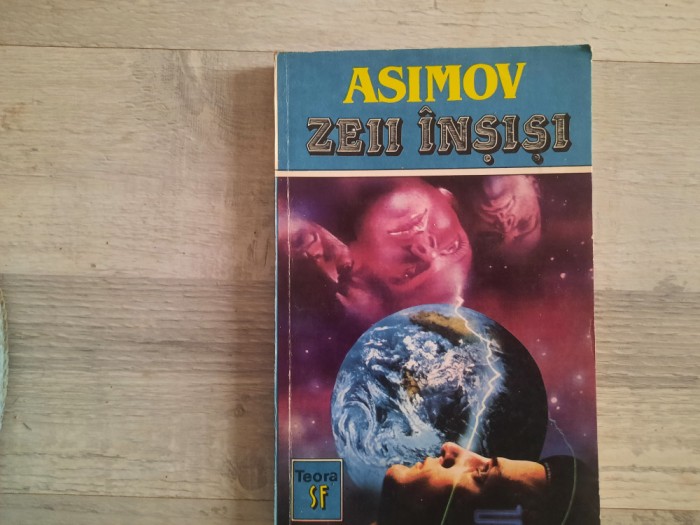 ASIMOV
ZEII ÎNȘIȘI
Teora
SF